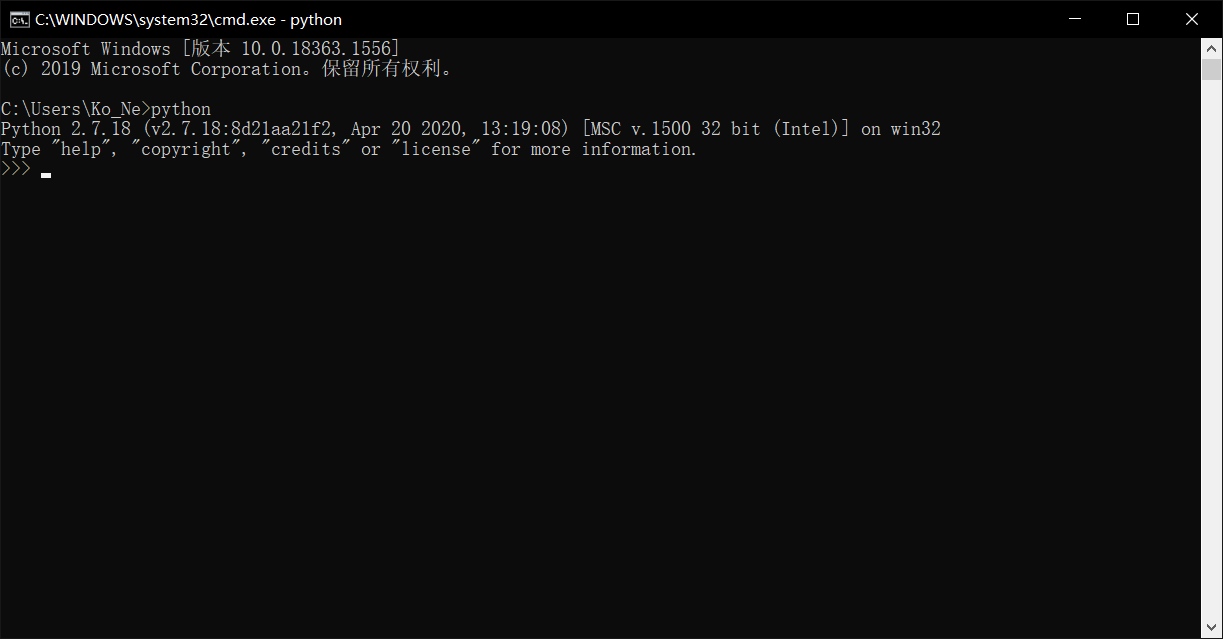 C:\WINDOWS\system32\cmd.exe - python
Microsoft Windows [版本 10.0.18363.1556]
(c) 2019 Microsoft Corporation。保留所有权利。
C:\Users\Ko_Ne>python
Python 2.7.18 (v2.7.18:8d21aa21f2, Apr 20 2020, 13:19:08) [MSC v.1500 32 bit (Intel)] on win32
Type "help", "copyright", "credits" or "license" for more information.
>>>